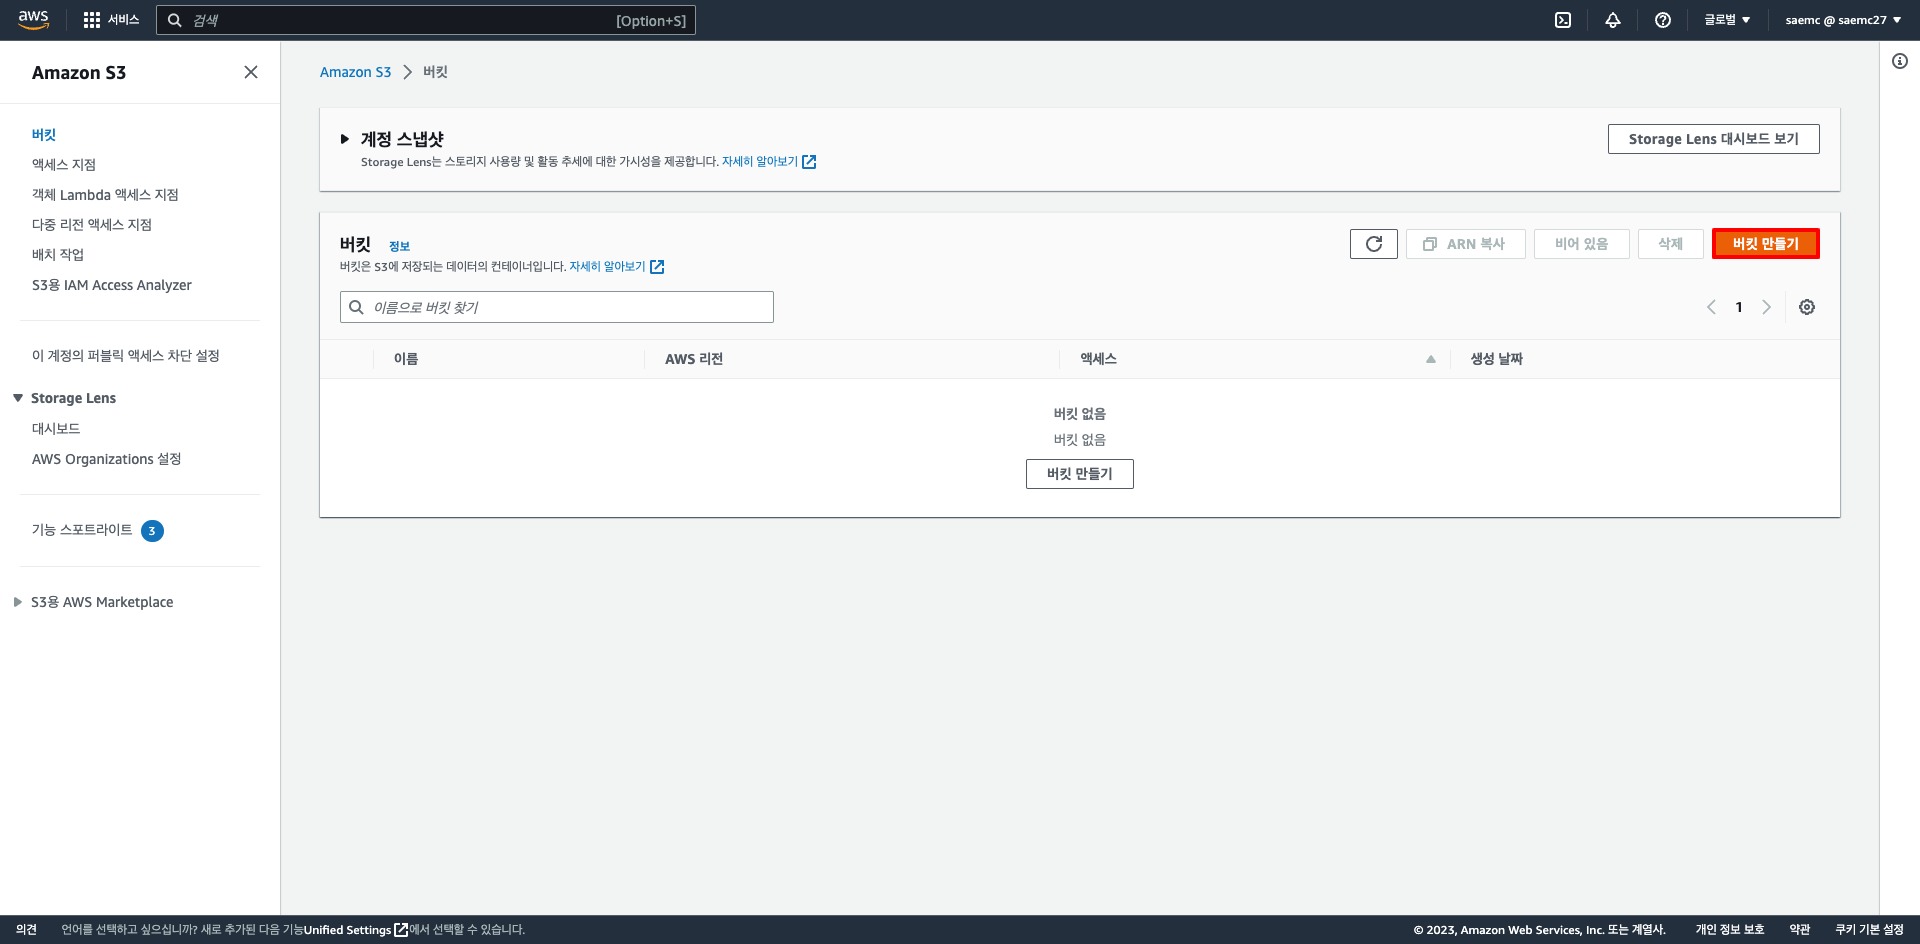 aws
서비스
검색
[Option+S]
글로벌
saemc @ saemc27
Amazon S3
버킷
액세스 지점
객체 Lambda 액세스 지점
다중 리전 액세스 지점
배치 작업
S3용 IAM Access Analyzer
이 계정의 퍼블릭 액세스 차단 설정
Storage Lens
대시보드
AWS Organizations 설정
기능 스포트라이트 3
S3용 AWS Marketplace
Amazon S3 버킷
계정 스냅샷
Storage Lens는 스토리지 사용량 및 활동 추세에 대한 가시성을 제공합니다. 자세히 알아보기
Storage Lens 대시보드 보기
버킷 정보
버킷은 S3에 저장되는 데이터의 컨테이너입니다. 자세히 알아보기
ARN 복사
비어 있음
삭제
버킷 만들기
이름으로 버킷 찾기
1
이름
AWS 리전
액세스
생성 날짜
버킷 없음
버킷 없음
버킷 만들기
의견
언어를 선택하고 싶으십니까? 새로 추가된 다음 기능Unified Settings에서 선택할 수 있습니다.
© 2023, Amazon Web Services, Inc. 또는 계열사.
개인 정보 보호
약관
쿠키 기본 설정